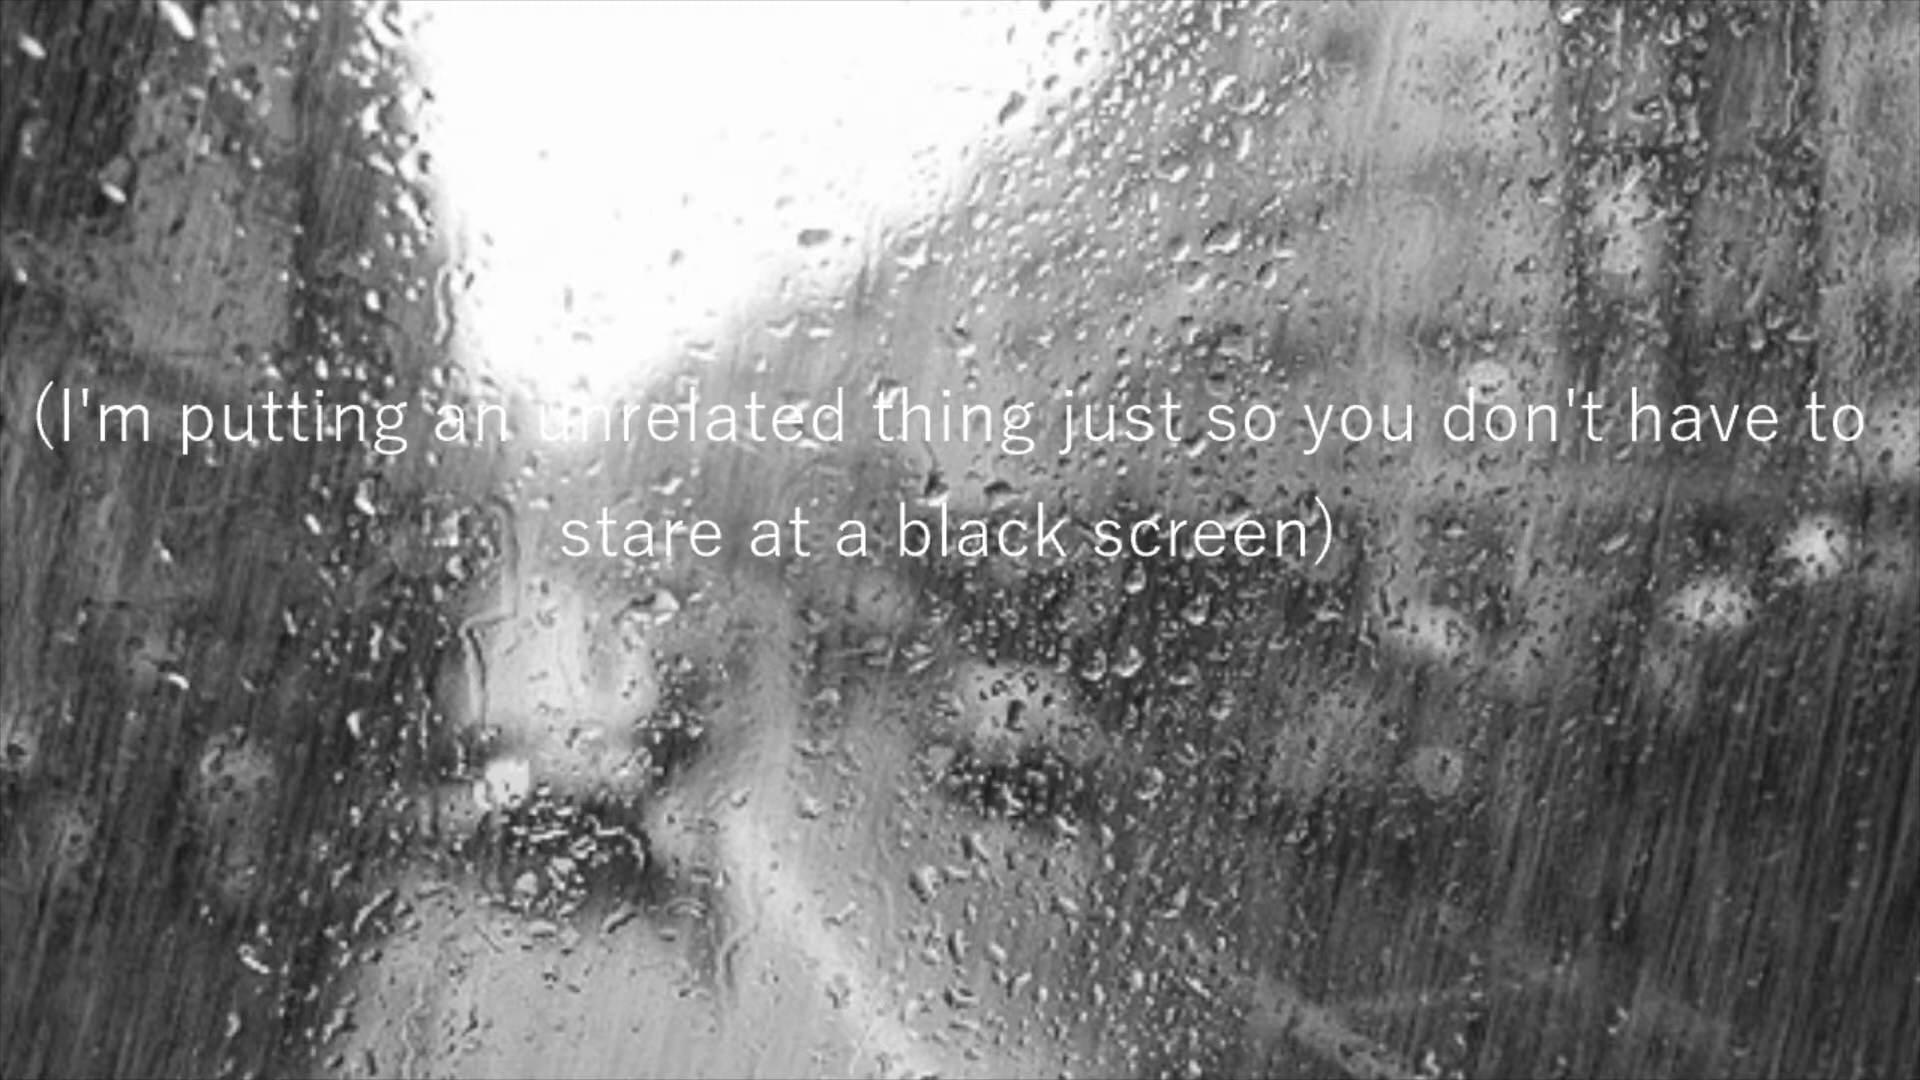 (I'm putting an unrelated thing just so you don't have to
stare at a black screen)